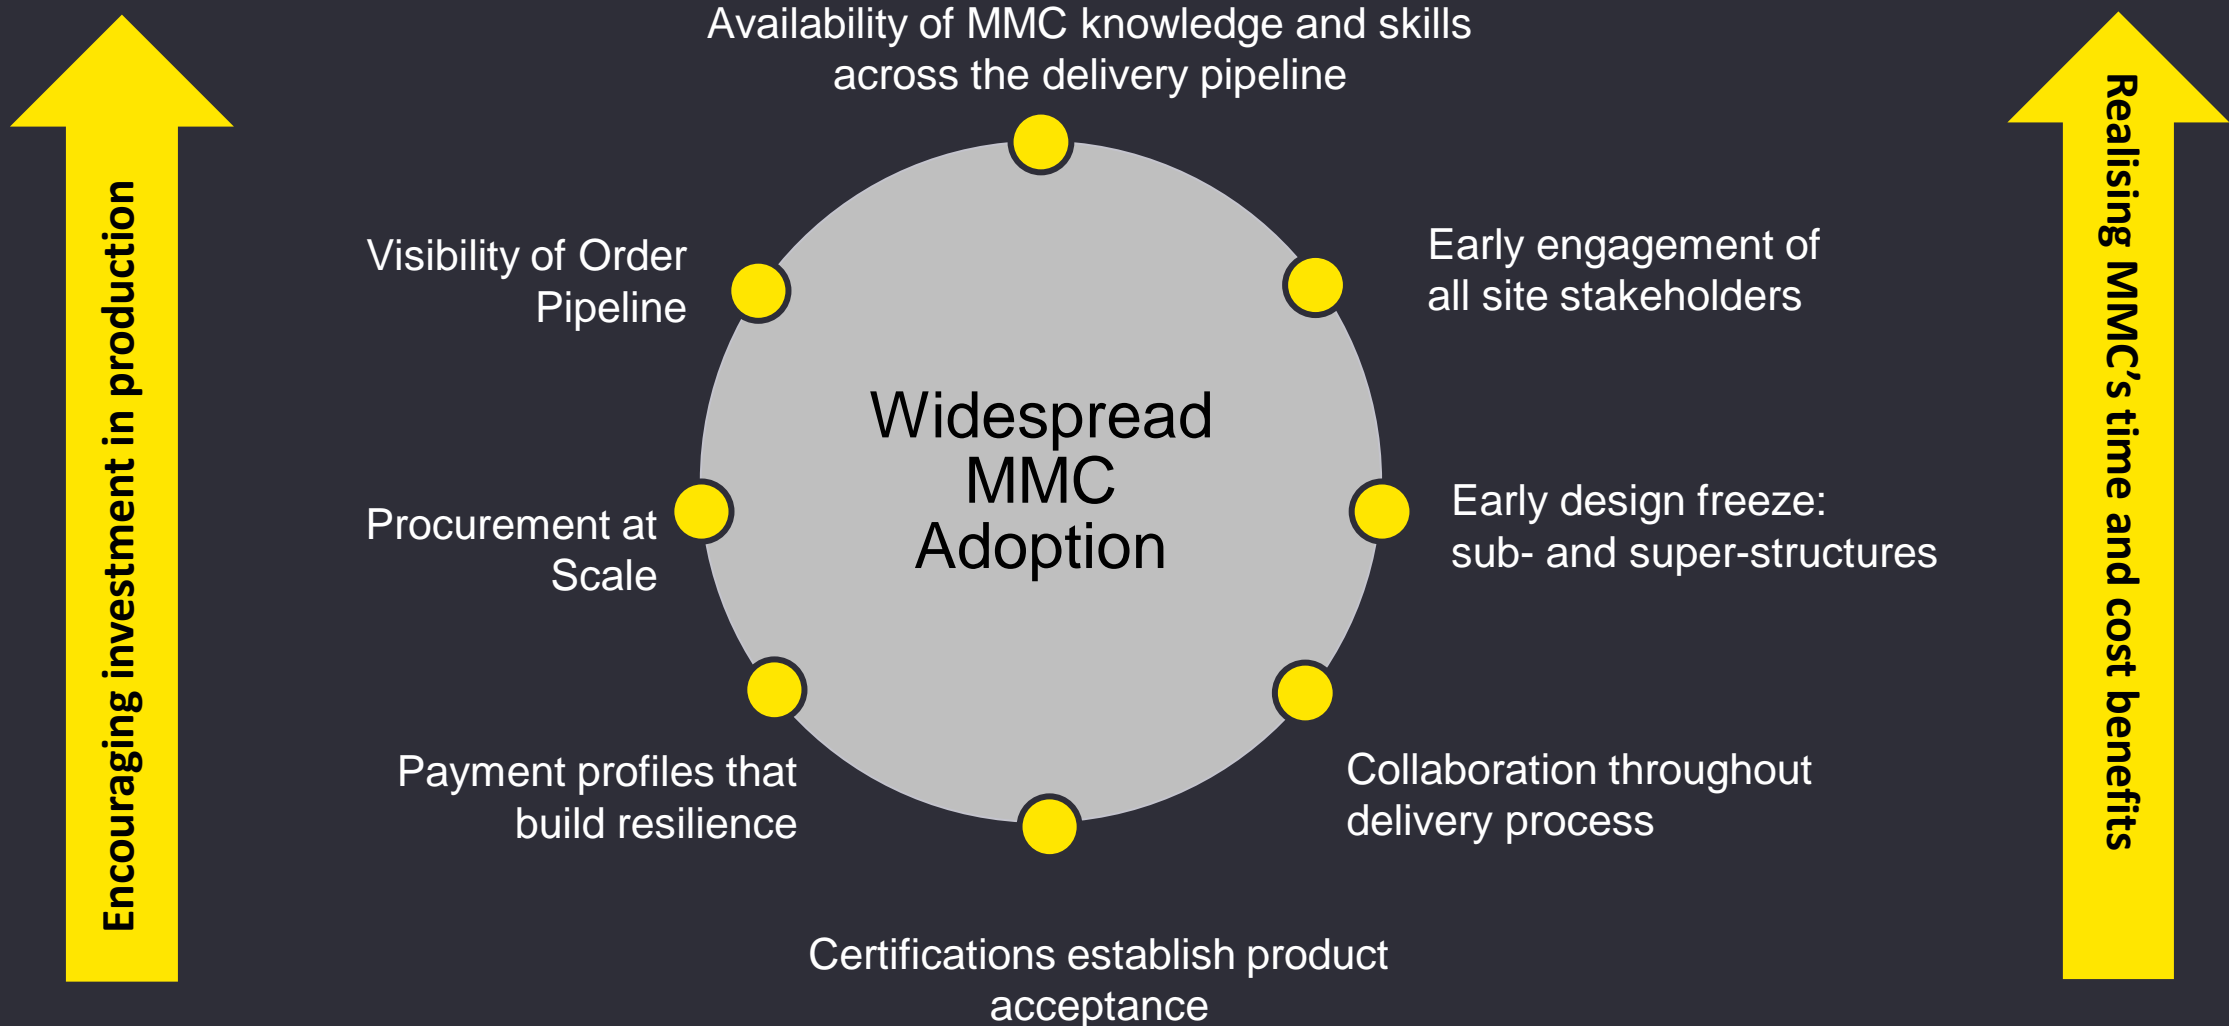 Availability of MMC knowledge and skills
across the delivery pipeline
Encouraging investment in production
Visibility of Order
Pipeline
Procurement at
Scale
Payment profiles that
build resilience
Widespread
MMC
Adoption
Early engagement of
all site stakeholders
Early design freeze:
sub- and super-structures
Collaboration throughout
delivery process
Certifications establish product
acceptance
Realising MMC’s time and cost benefits